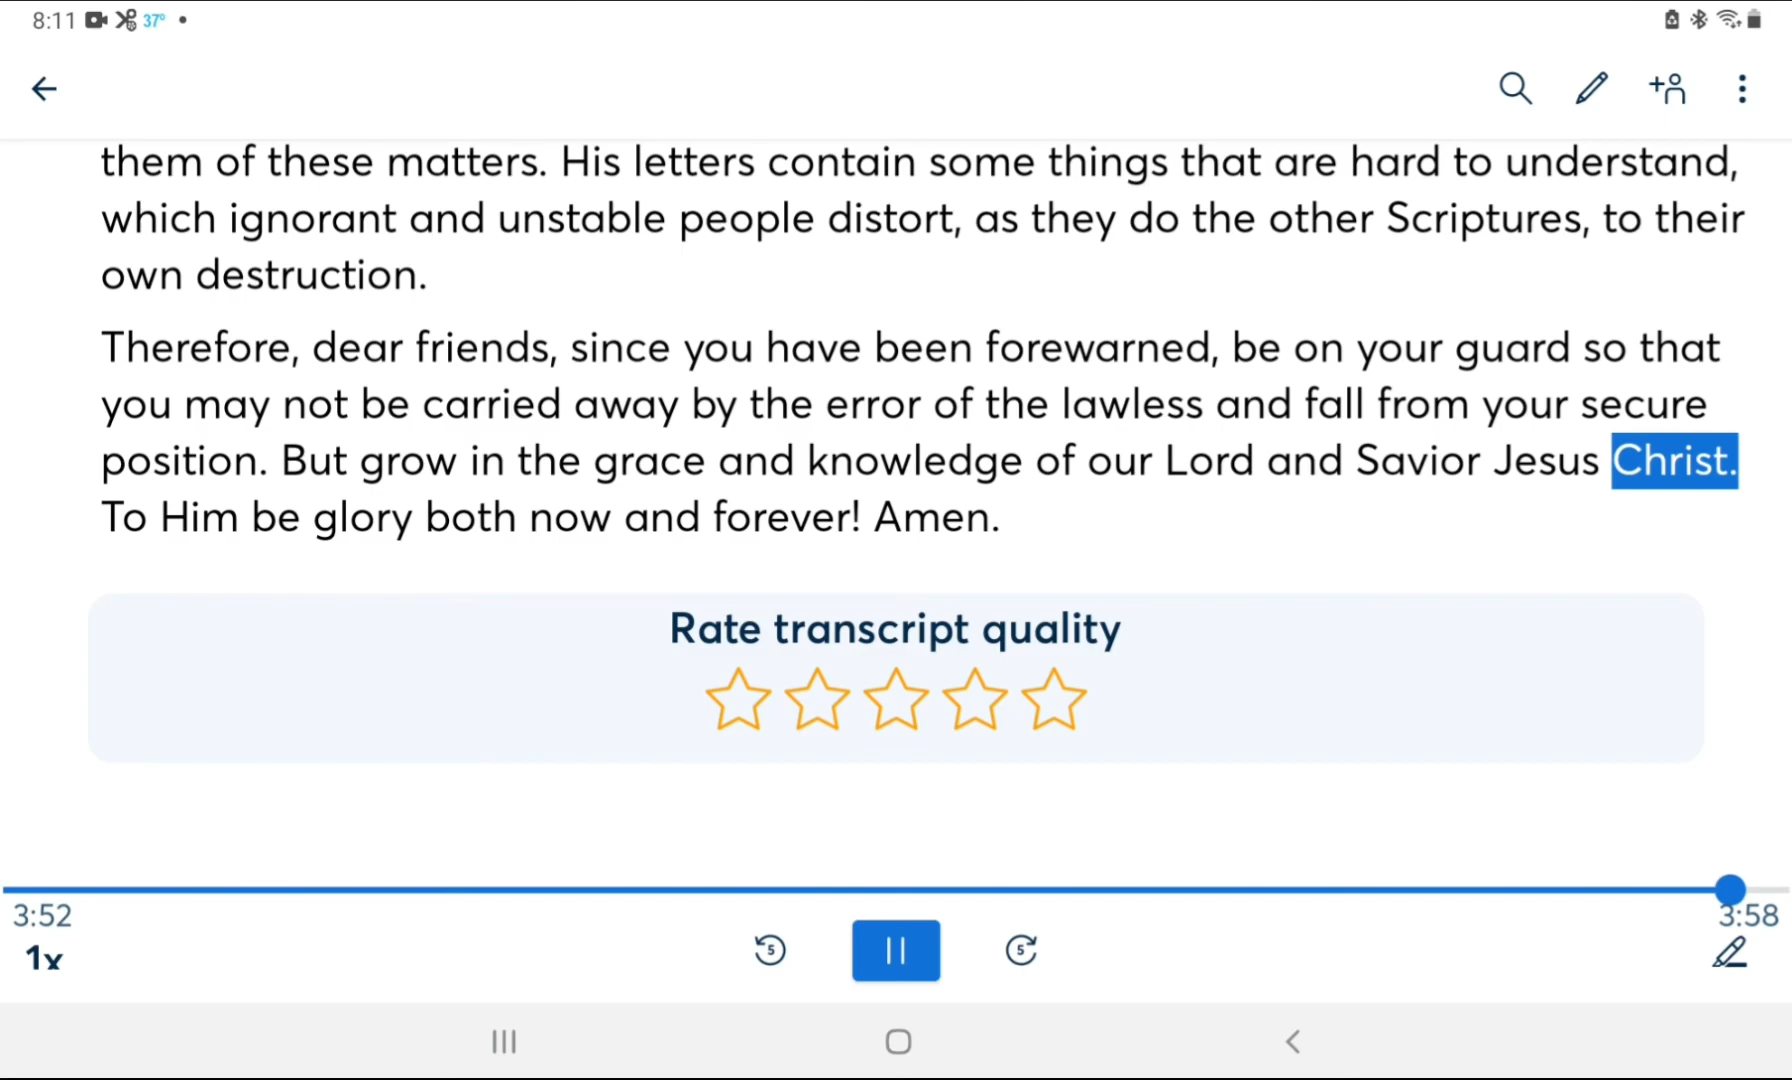 8:11 37°
them of these matters. His letters contain some things that are hard to understand,
which ignorant and unstable people distort, as they do the other Scriptures, to their
own destruction.
Therefore, dear friends, since you have been forewarned, be on your guard so that
you may not be carried away by the error of the lawless and fall from your secure
position. But grow in the grace and knowledge of our Lord and Savior Jesus Christ.
To Him be glory both now and forever! Amen.
Rate transcript quality
3:52 3:58
1x 5 5